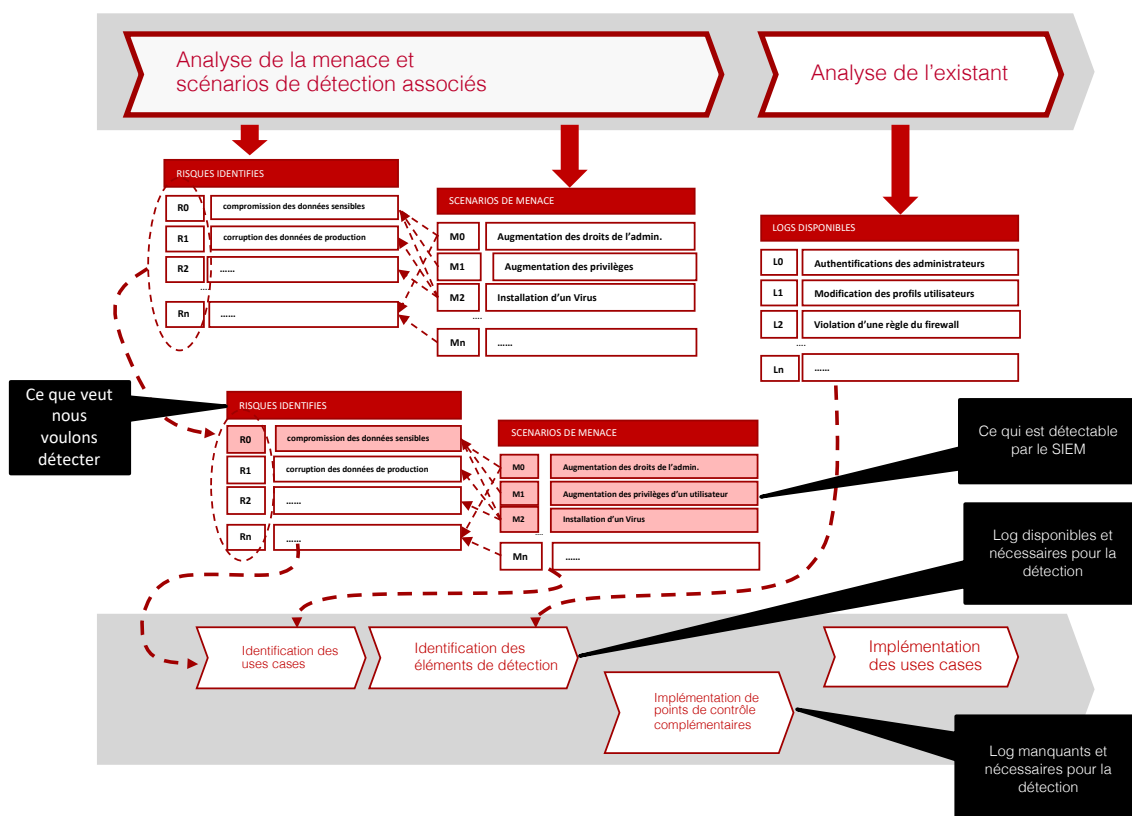 Analyse de la menace et
scénarios de détection associés
Analyse de l'existant
RISQUES IDENTIFIES
R0
compromission des données sensibles
R1
corruption des données de production
R2
......
....
Rn
......
SCENARIOS DE MENACE
M0
Augmentation des droits de l'admin.
M1
Augmentation des privilèges
M2
Installation d'un Virus
....
Mn
......
LOGS DISPONIBLES
L0
Authentifications des administrateurs
L1
Modification des profils utilisateurs
L2
Violation d'une règle du firewall
....
Ln
......
Ce que veut
nous
voulons
détecter
RISQUES IDENTIFIES
R0
compromission des données sensibles
R1
corruption des données de production
R2
......
Rn
......
SCENARIOS DE MENACE
M0
Augmentation des droits de l'admin.
M1
Augmentation des privilèges d'un utilisateur
M2
Installation d'un Virus
....
Mn
......
Ce qui est détectable
par le SIEM
Log disponibles et
nécessaires pour la
détection
Identification des
uses cases
Identification des
éléments de détection
Implémentation de
points de contrôle
complémentaires
Implémentation
des uses cases
Log manquants et
nécessaires pour la
détection